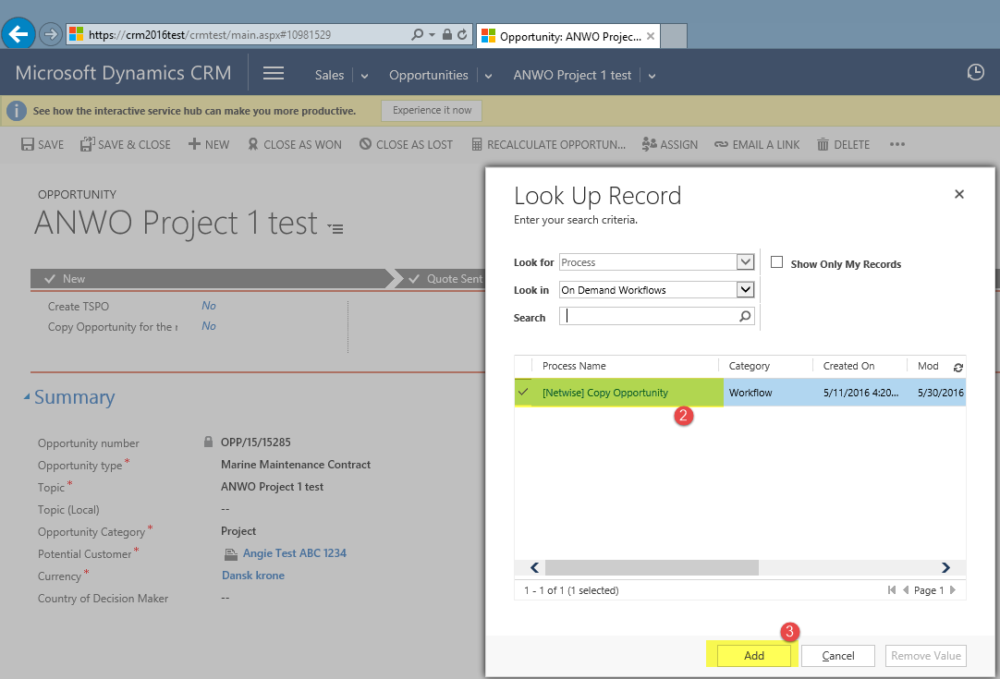 https://crm2016test/crmtest/main.aspx#10981529
Opportunity: ANWO Projec...
Microsoft Dynamics CRM
Sales
Opportunities
ANWO Project 1 test
See how the interactive service hub can make you more productive.
Experience it now
SAVE
SAVE & CLOSE
NEW
CLOSE AS WON
CLOSE AS LOST
RECALCULATE OPPORTUN...
ASSIGN
EMAIL A LINK
DELETE
OPPORTUNITY
ANWO Project 1 test
New
Quote Sent
Create TSPO No
Copy Opportunity for the No
Summary
Opportunity number OPP/15/15285
Opportunity type* Marine Maintenance Contract
Topic* ANWO Project 1 test
Topic (Local) --
Opportunity Category* Project
Potential Customer* Angie Test ABC 1234
Currency* Dansk krone
Country of Decision Maker --
Look Up Record
Enter your search criteria.
Look for Process
Show Only My Records
Look in On Demand Workflows
Search
Process Name Category Created On Mod
[Netwise] Copy Opportunity Workflow 5/11/2016 4:20... 5/30/2016
2
1 - 1 of 1 (1 selected) Page 1
3
Add Cancel Remove Value